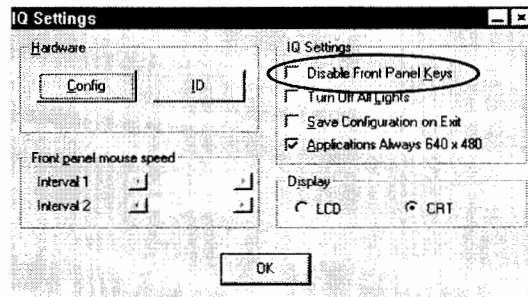 IQ Settings
Hardware
Config
ID
Front panel mouse speed
Interval 1
Interval 2
IQ Settings
Disable Front Panel Keys
Turn Off All Lights
Save Configuration on Exit
Applications Always 640 x 480
Display
LCD
CRT
OK